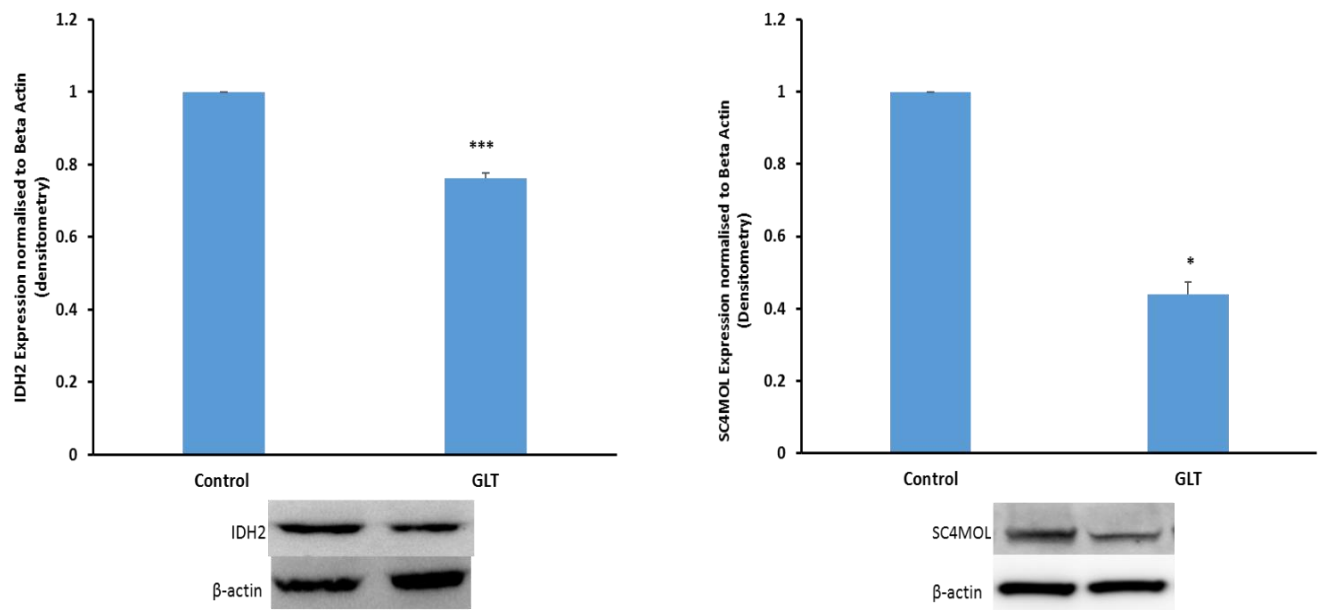 IDH2 Expression normalised to Beta Actin
(densitometry)
1.2
1
0.8
0.6
0.4
0.2
0
***
Control
GLT
IDH2
β-actin
SC4MOL Expression normalised to Beta Actin
(Densitometry)
1.2
1
0.8
0.6
0.4
0.2
0
*
Control
GLT
SC4MOL
β-actin